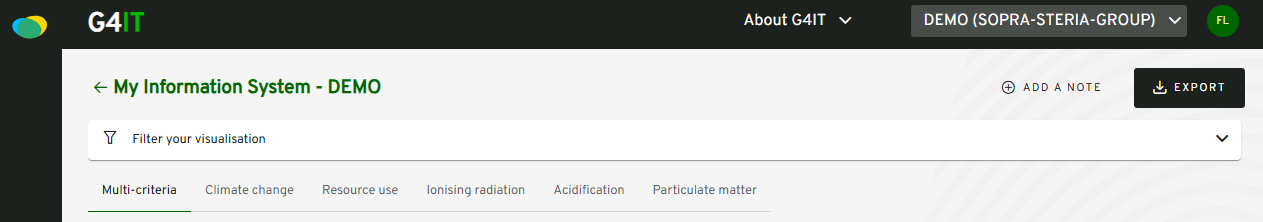 G4IT
About G4IT
DEMO (SOPRA-STERIA-GROUP)
FL
My Information System - DEMO
ADD A NOTE
EXPORT
Filter your visualisation
Multi-criteria
Climate change
Resource use
Ionising radiation
Acidification
Particulate matter